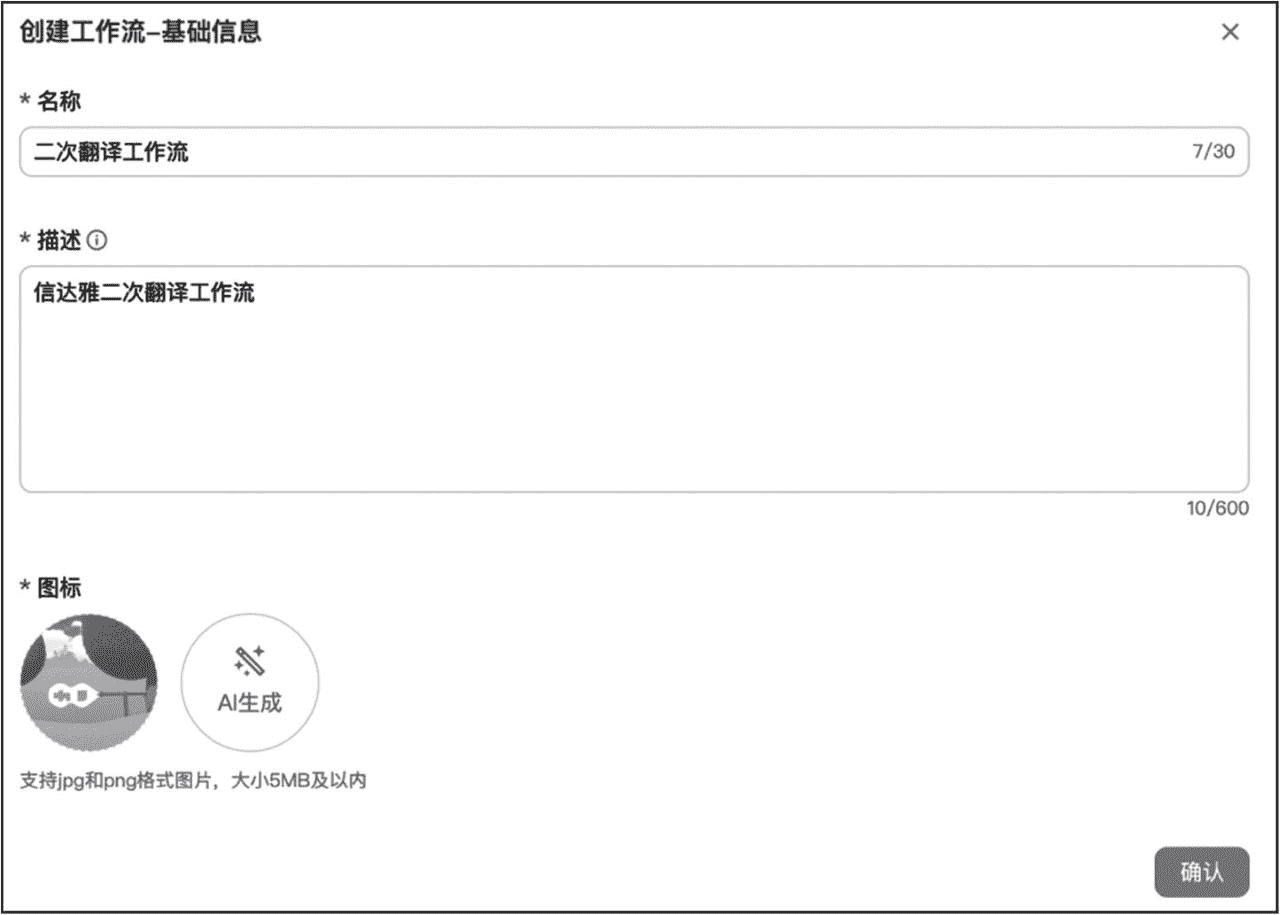 创建工作流–基础信息
* 名称
二次翻译工作流
7/30
* 描述
信达雅二次翻译工作流
10/600
* 图标
AI生成
支持jpg和png格式图片，大小5MB及以内
确认